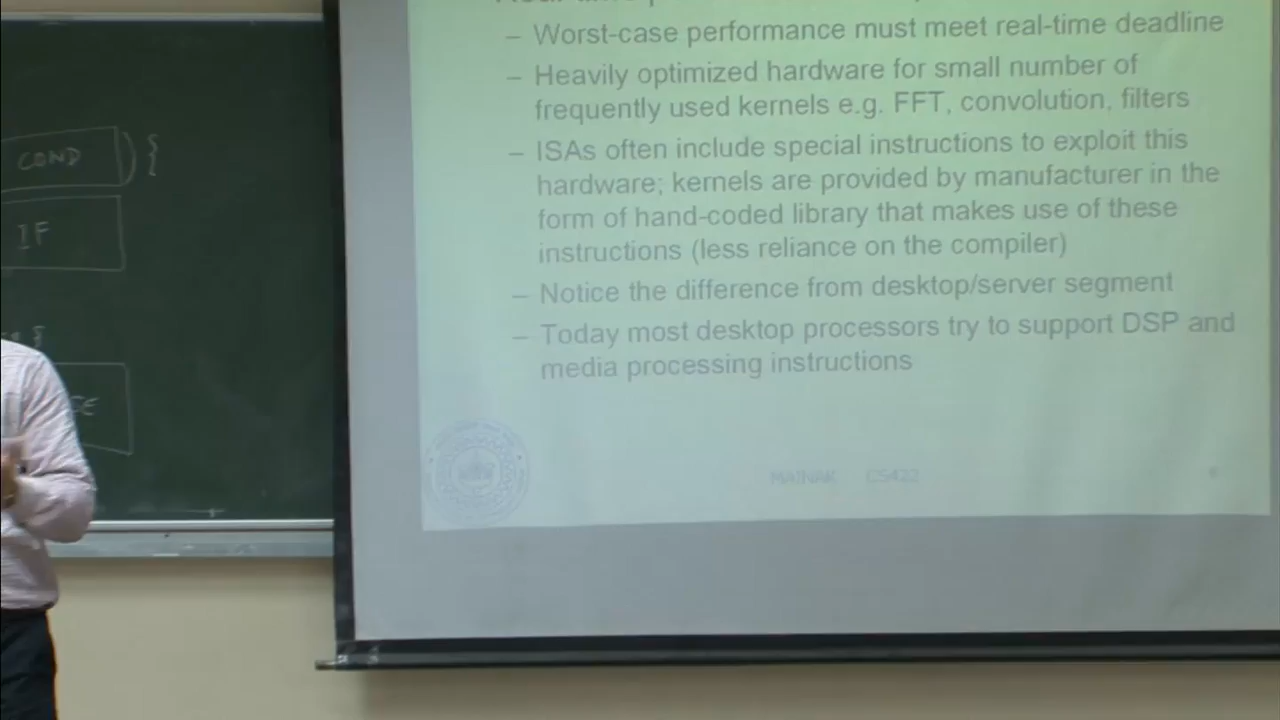 – Worst-case performance must meet real-time deadline
– Heavily optimized hardware for small number of
frequently used kernels e.g. FFT, convolution, filters
– ISAs often include special instructions to exploit this
hardware; kernels are provided by manufacturer in the
form of hand-coded library that makes use of these
instructions (less reliance on the compiler)
– Notice the difference from desktop/server segment
– Today most desktop processors try to support DSP and
media processing instructions
MAINAK CS422
COND
IF